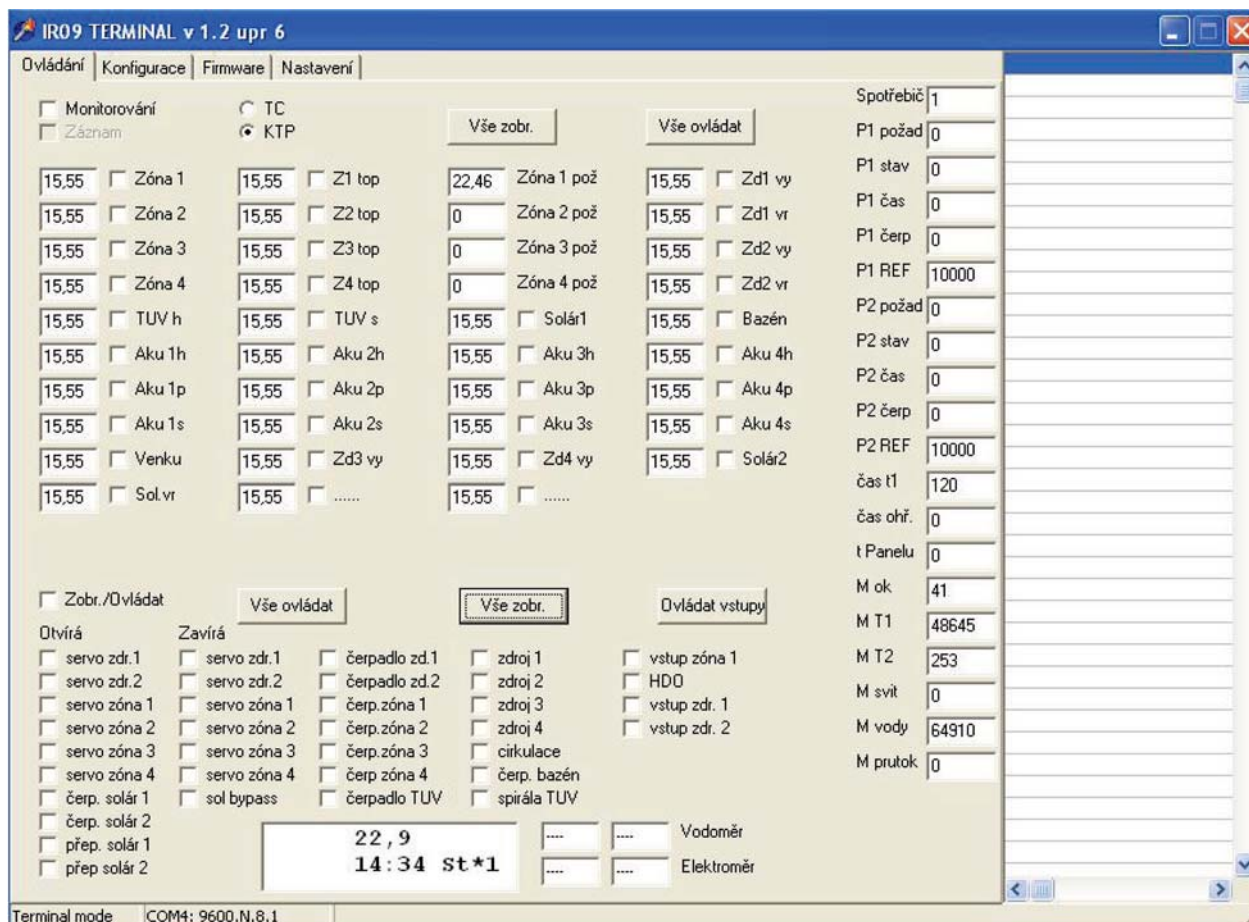 IR09 TERMINAL v 1.2 upr 6
Ovládání Konfigurace Firmware Nastavení
Monitorování TC
Záznam KTP
Vše zobr. Vše ovládat
15,55 Zóna 1 15,55 Z1 top 22,46 Zóna 1 pož 15,55 Zd1 vy
15,55 Zóna 2 15,55 Z2 top 0 Zóna 2 pož 15,55 Zd1 vr
15,55 Zóna 3 15,55 Z3 top 0 Zóna 3 pož 15,55 Zd2 vy
15,55 Zóna 4 15,55 Z4 top 0 Zóna 4 pož 15,55 Zd2 vr
15,55 TUV h 15,55 TUV s 15,55 Solár1 15,55 Bazén
15,55 Aku 1h 15,55 Aku 2h 15,55 Aku 3h 15,55 Aku 4h
15,55 Aku 1p 15,55 Aku 2p 15,55 Aku 3p 15,55 Aku 4p
15,55 Aku 1s 15,55 Aku 2s 15,55 Aku 3s 15,55 Aku 4s
15,55 Venku 15,55 Zd3 vy 15,55 Zd4 vy 15,55 Solár2
15,55 Sol.vr 15,55 ...... 15,55 ......
Zobr./Ovládat Vše ovládat Vše zobr. Ovládat vstupy
Otvírá Zavírá
servo zdr.1 servo zdr.1 čerpadlo zd.1 zdroj 1 vstup zóna 1
servo zdr.2 servo zdr.2 čerpadlo zd.2 zdroj 2 HDO
servo zóna 1 servo zóna 1 čerp.zóna 1 zdroj 3 vstup zdr. 1
servo zóna 2 servo zóna 2 čerp.zóna 2 zdroj 4 vstup zdr. 2
servo zóna 3 servo zóna 3 čerp.zóna 3 cirkulace
servo zóna 4 servo zóna 4 čerp zóna 4 čerp. bazén
čerp. solár 1 sol bypass čerpadlo TUV spirála TUV
čerp. solár 2
přep. solár 1
přep solár 2
22,9
14:34 St*1
---- ---- Vodoměr
---- ---- Elektroměr
Spotřebič 1
P1 požad 0
P1 stav 0
P1 čas 0
P1 čerp 0
P1 REF 10000
P2 požad 0
P2 stav 0
P2 čas 0
P2 čerp 0
P2 REF 10000
čas t1 120
čas ohř. 0
t Panelu 0
M ok 41
M T1 48645
M T2 253
M svit 0
M vody 64910
M prutok 0
Terminal mode COM4: 9600,N,8,1